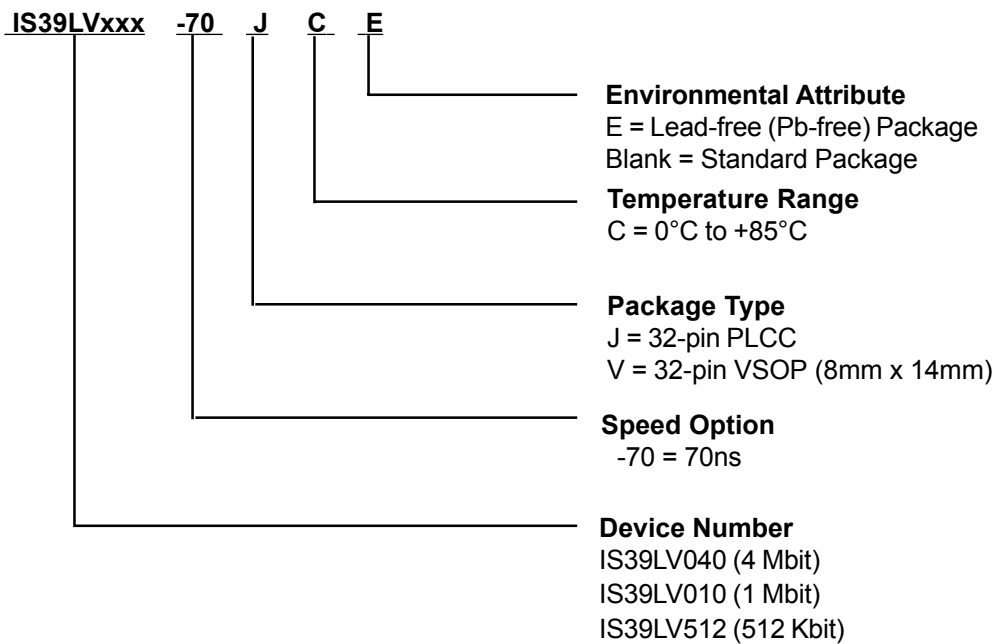 IS39LVxxx -70 J C E
Environmental Attribute
E = Lead-free (Pb-free) Package
Blank = Standard Package
Temperature Range
C = 0°C to +85°C
Package Type
J = 32-pin PLCC
V = 32-pin VSOP (8mm x 14mm)
Speed Option
-70 = 70ns
Device Number
IS39LV040 (4 Mbit)
IS39LV010 (1 Mbit)
IS39LV512 (512 Kbit)